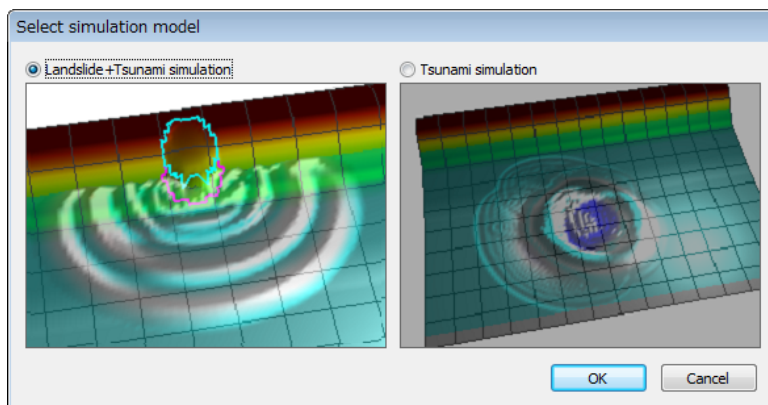 Select simulation model
Landslide+Tsunami simulation
Tsunami simulation
OK
Cancel